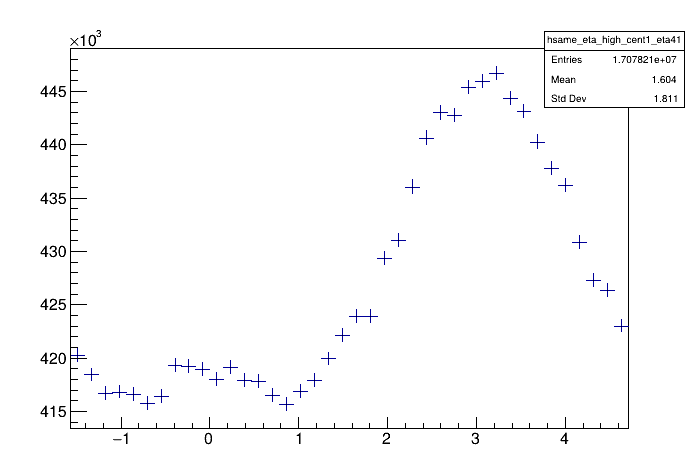 ×10³
hsame_eta_high_cent1_eta41
Entries 1.707821e+07
Mean 1.604
Std Dev 1.811
445
440
435
430
425
420
415
−1 0 1 2 3 4